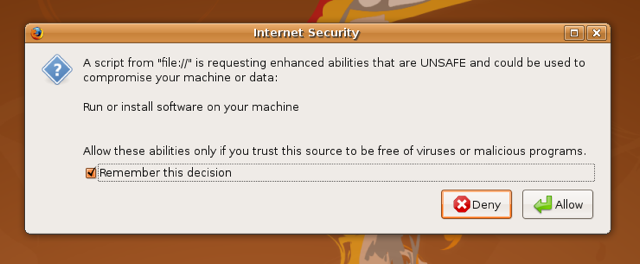 Internet Security
A script from "file://" is requesting enhanced abilities that are UNSAFE and could be used to
compromise your machine or data:
Run or install software on your machine
Allow these abilities only if you trust this source to be free of viruses or malicious programs.
Remember this decision
Deny Allow